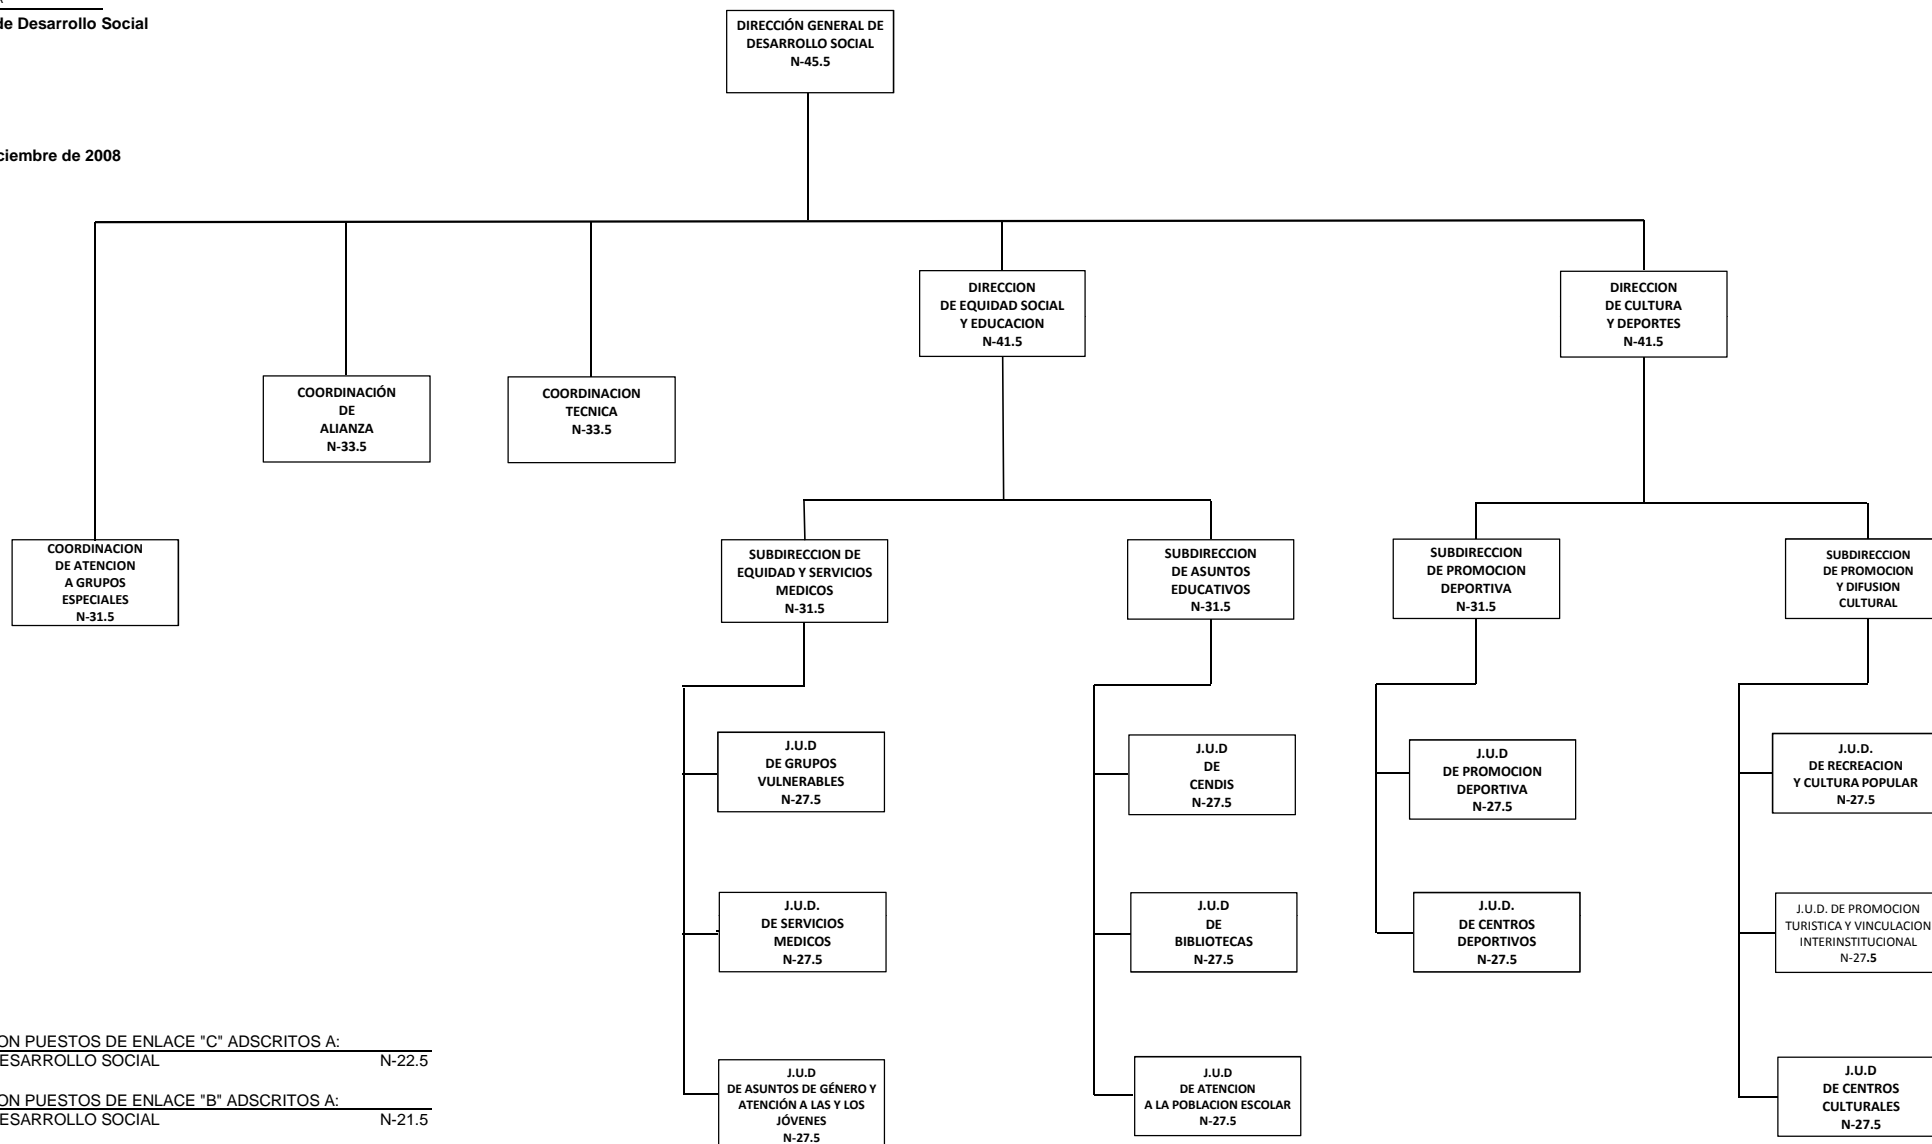 de Desarrollo Social
DIRECCIÓN GENERAL DE
DESARROLLO SOCIAL
N-45.5
de 2008
DIRECCION
DE EQUIDAD SOCIAL
Y EDUCACION
N-41.5
DIRECCION
DE CULTURA
Y DEPORTES
N-41.5
COORDINACIÓN
DE
ALIANZA
N-33.5
COORDINACION
TECNICA
N-33.5
COORDINACION
DE ATENCION
A GRUPOS
ESPECIALES
N-31.5
SUBDIRECCION DE
EQUIDAD Y SERVICIOS
MEDICOS
N-31.5
SUBDIRECCION
DE ASUNTOS
EDUCATIVOS
N-31.5
SUBDIRECCION
DE PROMOCION
DEPORTIVA
N-31.5
SUBDIRECCION
DE PROMOCION
Y DIFUSION
CULTURAL
J.U.D
DE GRUPOS
VULNERABLES
N-27.5
J.U.D
DE
CENDIS
N-27.5
J.U.D
DE PROMOCION
DEPORTIVA
N-27.5
J.U.D.
DE RECREACION
Y CULTURA POPULAR
N-27.5
J.U.D.
DE SERVICIOS
MEDICOS
N-27.5
J.U.D
DE
BIBLIOTECAS
N-27.5
J.U.D.
DE CENTROS
DEPORTIVOS
N-27.5
J.U.D. DE PROMOCION
TURISTICA Y VINCULACION
INTERINSTITUCIONAL
N-27.5
J.U.D
DE ASUNTOS DE GÉNERO Y
ATENCIÓN A LAS Y LOS
JÓVENES
N-27.5
J.U.D
DE ATENCION
A LA POBLACION ESCOLAR
N-27.5
J.U.D
DE CENTROS
CULTURALES
N-27.5
ON PUESTOS DE ENLACE "C" ADSCRITOS A:
ESARROLLO SOCIAL N-22.5
ON PUESTOS DE ENLACE "B" ADSCRITOS A:
ESARROLLO SOCIAL N-21.5